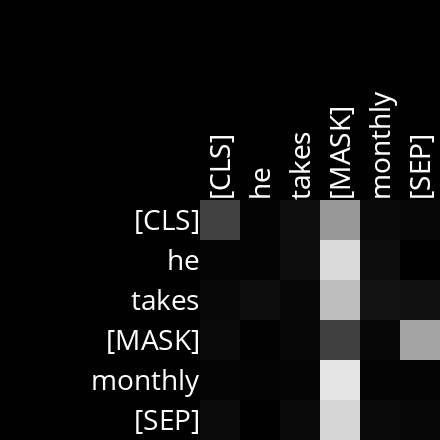 [CLS] he takes [MASK] monthly [SEP]
[CLS]
he
takes
[MASK]
monthly
[SEP]